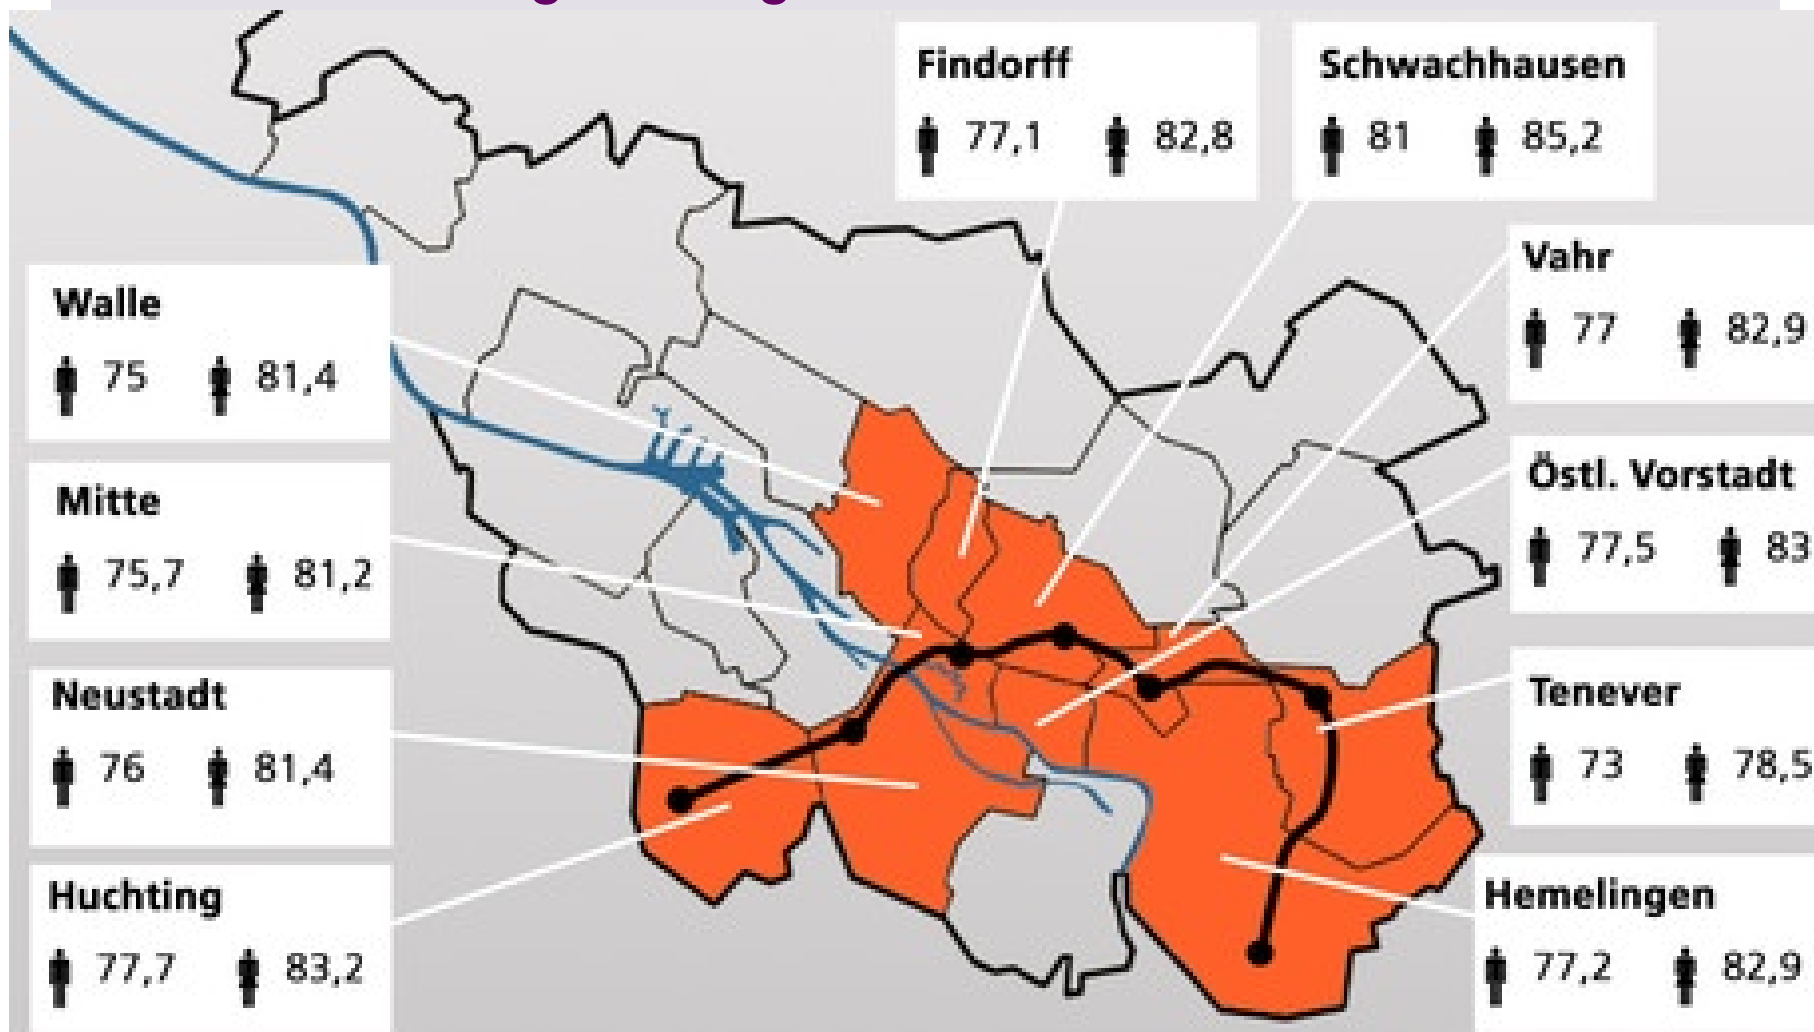 Findorff
77,1 82,8
Schwachhausen
81 85,2
Vahr
77 82,9
Walle
75 81,4
Östl. Vorstadt
77,5 83
Mitte
75,7 81,2
Tenever
73 78,5
Neustadt
76 81,4
Hemelingen
77,2 82,9
Huchting
77,7 83,2